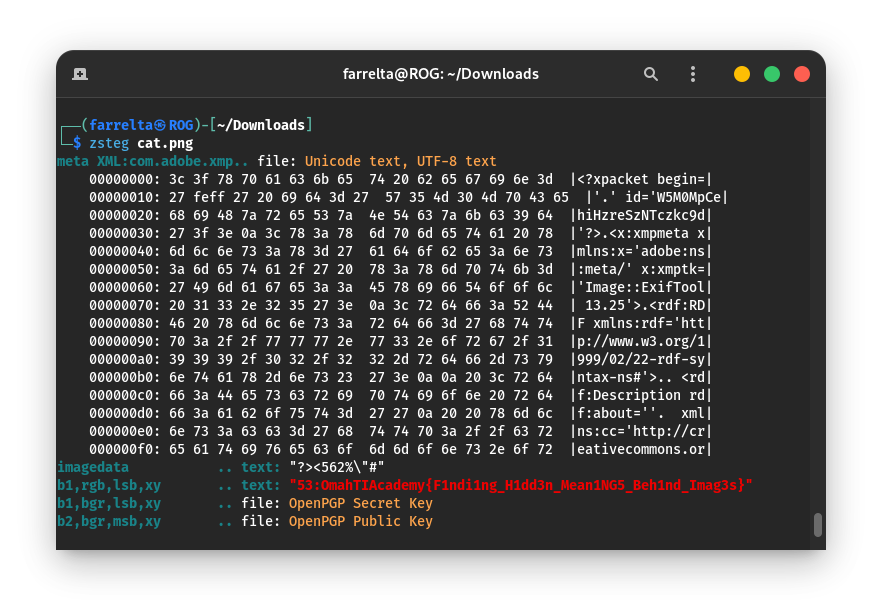 farrelta@ROG: ~/Downloads
┌──(farrelta㉿ROG)-[~/Downloads]
└─$ zsteg cat.png
meta XML:com.adobe.xmp.. file: Unicode text, UTF-8 text
00000000: 3c 3f 78 70 61 63 6b 65  74 20 62 65 67 69 6e 3d  |<?xpacket begin=|
00000010: 27 feff 27 20 69 64 3d 27  57 35 4d 30 4d 70 43 65  |'.' id='W5M0MpCe|
00000020: 68 69 48 7a 72 65 53 7a  4e 54 63 7a 6b 63 39 64  |hiHzreSzNTczkc9d|
00000030: 27 3f 3e 0a 3c 78 3a 78  6d 70 6d 65 74 61 20 78  |'?>.<x:xmpmeta x|
00000040: 6d 6c 6e 73 3a 78 3d 27  61 64 6f 62 65 3a 6e 73  |mlns:x='adobe:ns|
00000050: 3a 6d 65 74 61 2f 27 20  78 3a 78 6d 70 74 6b 3d  |:meta/' x:xmptk=|
00000060: 27 49 6d 61 67 65 3a 3a  45 78 69 66 54 6f 6f 6c  |'Image::ExifTool|
00000070: 20 31 33 2e 32 35 27 3e  0a 3c 72 64 66 3a 52 44  | 13.25'>.<rdf:RD|
00000080: 46 20 78 6d 6c 6e 73 3a  72 64 66 3d 27 68 74 74  |F xmlns:rdf='htt|
00000090: 70 3a 2f 2f 77 77 77 2e  77 33 2e 6f 72 67 2f 31  |p://www.w3.org/1|
000000a0: 39 39 39 2f 30 32 2f 32  32 2d 72 64 66 2d 73 79  |999/02/22-rdf-sy|
000000b0: 6e 74 61 78 2d 6e 73 23  27 3e 0a 0a 20 3c 72 64  |ntax-ns#'>.. <rd|
000000c0: 66 3a 44 65 73 63 72 69  70 74 69 6f 6e 20 72 64  |f:Description rd|
000000d0: 66 3a 61 62 6f 75 74 3d  27 27 0a 20 20 78 6d 6c  |f:about=''.  xml|
000000e0: 6e 73 3a 63 63 3d 27 68  74 74 70 3a 2f 2f 63 72  |ns:cc='http://cr|
000000f0: 65 61 74 69 76 65 63 6f  6d 6d 6f 6e 73 2e 6f 72  |eativecommons.or|
imagedata           .. text: "?><562%\"#"
b1,rgb,lsb,xy       .. text: "53:OmahTIAcademy{F1ndi1ng_H1dd3n_Mean1NG5_Beh1nd_Imag3s}"
b1,bgr,lsb,xy       .. file: OpenPGP Secret Key
b2,bgr,msb,xy       .. file: OpenPGP Public Key